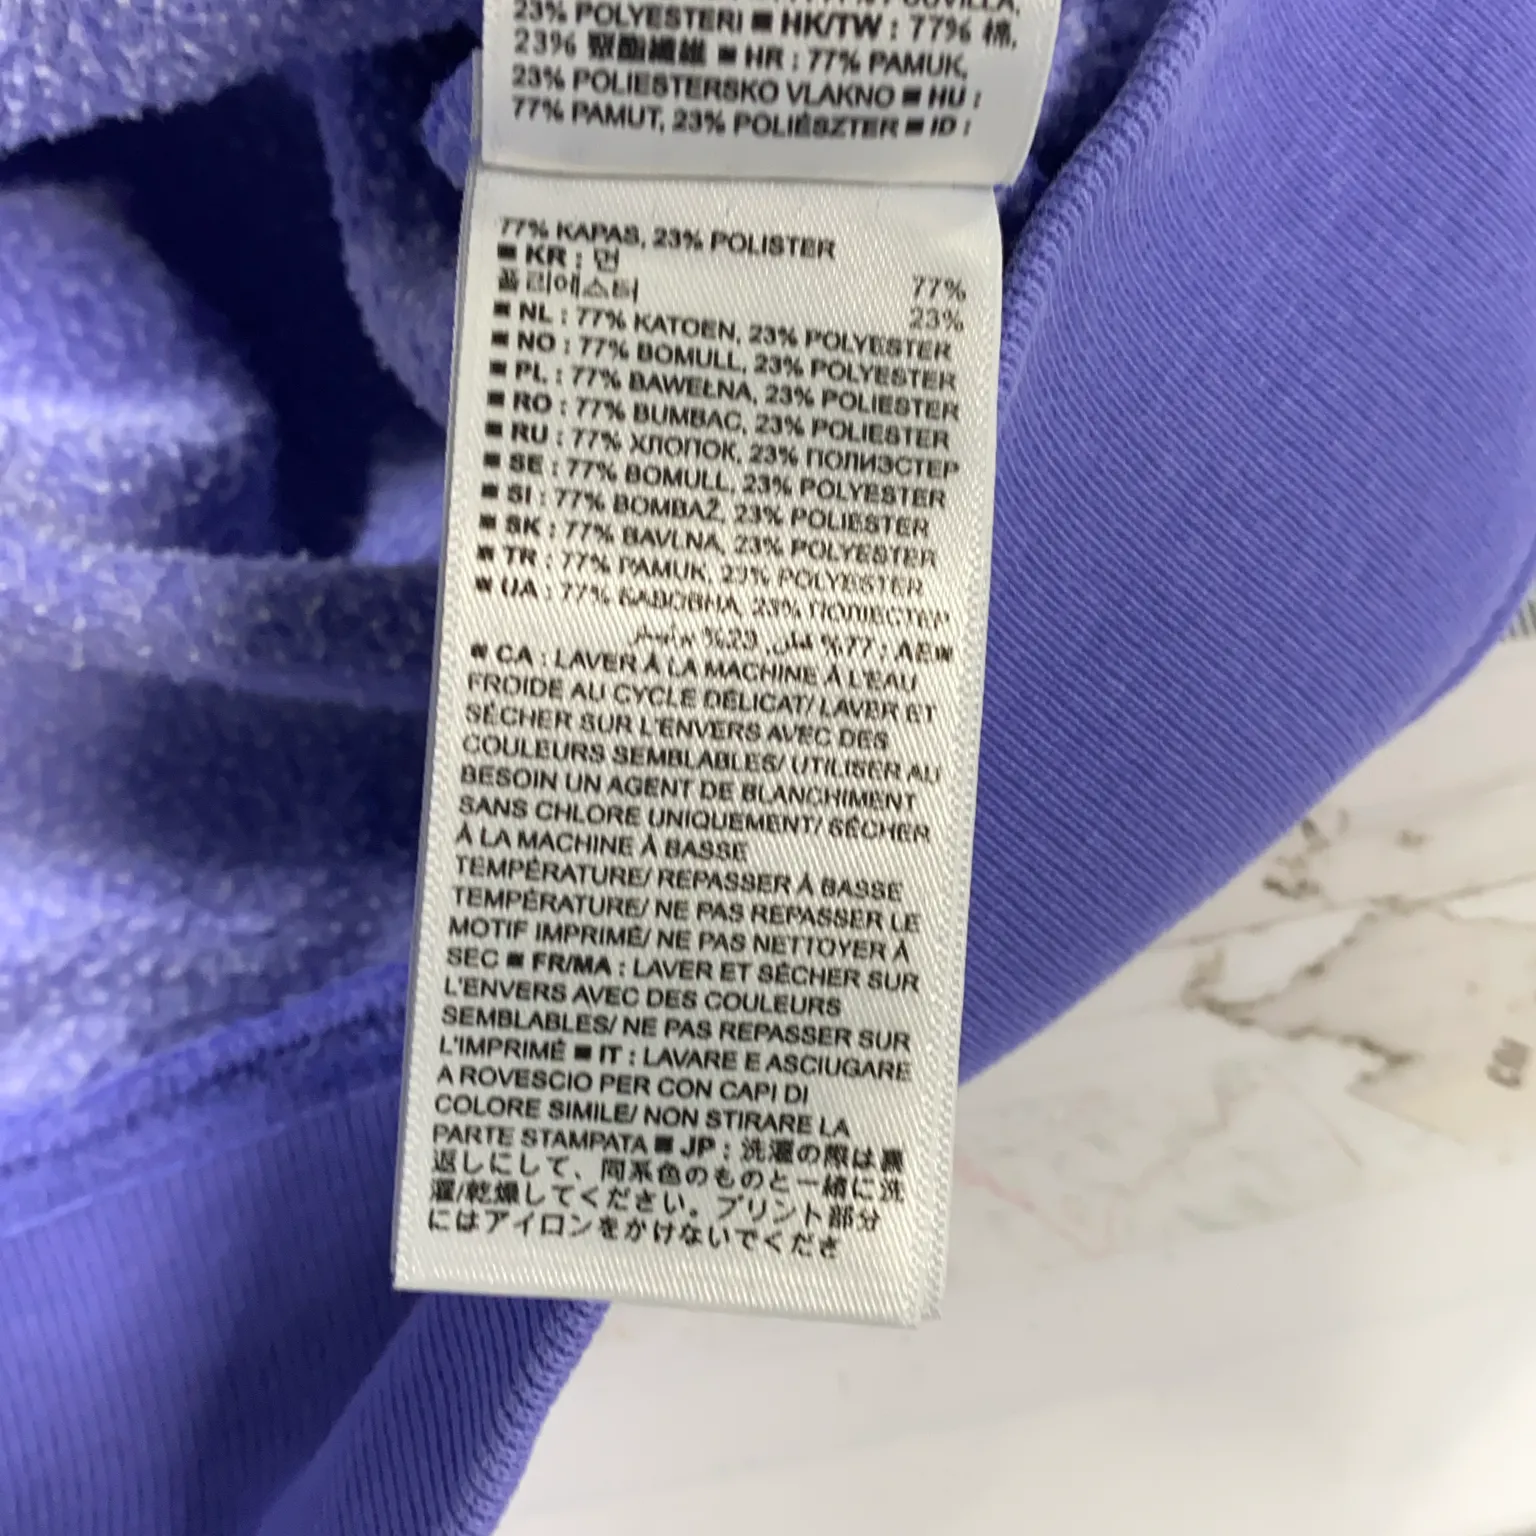 23% POLYESTERI ■ HK/TW : 77% 棉,
23% 聚酯纖維 ■ HR : 77% PAMUK,
23% POLIESTERSKO VLAKNO ■ HU :
77% PAMUT, 23% POLIÉSZTER ■ ID :
77% KAPAS, 23% POLISTER
■ KR : 면 77%
폴리에스터 23%
■ NL : 77% KATOEN, 23% POLYESTER
■ NO : 77% BOMULL, 23% POLYESTER
■ PL : 77% BAWEŁNA, 23% POLIESTER
■ RO : 77% BUMBAC, 23% POLIESTER
■ RU : 77% ХЛОПОК, 23% ПОЛИЭСТЕР
■ SE : 77% BOMULL, 23% POLYESTER
■ SI : 77% BOMBAŽ, 23% POLIESTER
■ SK : 77% BAVLNA, 23% POLYESTER
■ TR : 77% PAMUK, 23% POLYESTER
■ UA : 77% БАВОВНА, 23% ПОЛІЕСТЕР
■AE : 77% قطن, 23% بوليستر
■ CA : LAVER À LA MACHINE À L'EAU
FROIDE AU CYCLE DÉLICAT/ LAVER ET
SÉCHER SUR L'ENVERS AVEC DES
COULEURS SEMBLABLES/ UTILISER AU
BESOIN UN AGENT DE BLANCHIMENT
SANS CHLORE UNIQUEMENT/ SÉCHER
À LA MACHINE À BASSE
TEMPÉRATURE/ REPASSER À BASSE
TEMPÉRATURE/ NE PAS REPASSER LE
MOTIF IMPRIMÉ/ NE PAS NETTOYER À
SEC ■ FR/MA : LAVER ET SÉCHER SUR
L'ENVERS AVEC DES COULEURS
SEMBLABLES/ NE PAS REPASSER SUR
L'IMPRIMÉ ■ IT : LAVARE E ASCIUGARE
A ROVESCIO PER CON CAPI DI
COLORE SIMILE/ NON STIRARE LA
PARTE STAMPATA ■ JP : 洗濯の際は裏
返しにして、同系色のものと一緒に洗
濯/乾燥してください。プリント部分
にはアイロンをかけないでくださ